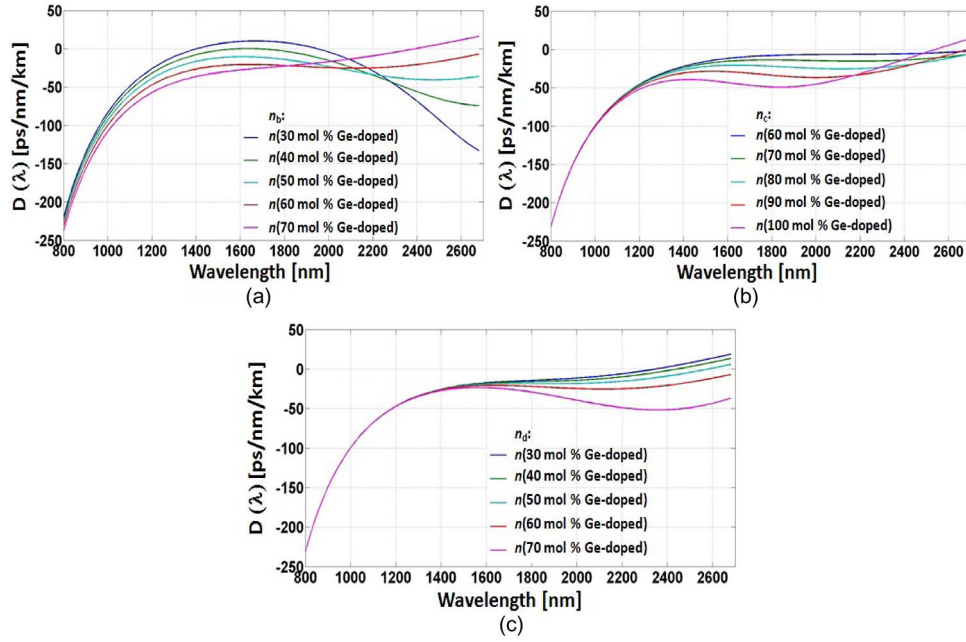 50
0
-50
-100
-150
-200
-250
D (λ) [ps/nm/km]
n_b:
n(30 mol % Ge-doped)
n(40 mol % Ge-doped)
n(50 mol % Ge-doped)
n(60 mol % Ge-doped)
n(70 mol % Ge-doped)
800 1000 1200 1400 1600 1800 2000 2200 2400 2600
Wavelength [nm]
(a)
50
0
-50
-100
-150
-200
-250
D (λ) [ps/nm/km]
n_c:
n(60 mol % Ge-doped)
n(70 mol % Ge-doped)
n(80 mol % Ge-doped)
n(90 mol % Ge-doped)
n(100 mol % Ge-doped)
800 1000 1200 1400 1600 1800 2000 2200 2400 2600
Wavelength [nm]
(b)
50
0
-50
-100
-150
-200
-250
D (λ) [ps/nm/km]
n_d:
n(30 mol % Ge-doped)
n(40 mol % Ge-doped)
n(50 mol % Ge-doped)
n(60 mol % Ge-doped)
n(70 mol % Ge-doped)
800 1000 1200 1400 1600 1800 2000 2200 2400 2600
Wavelength [nm]
(c)